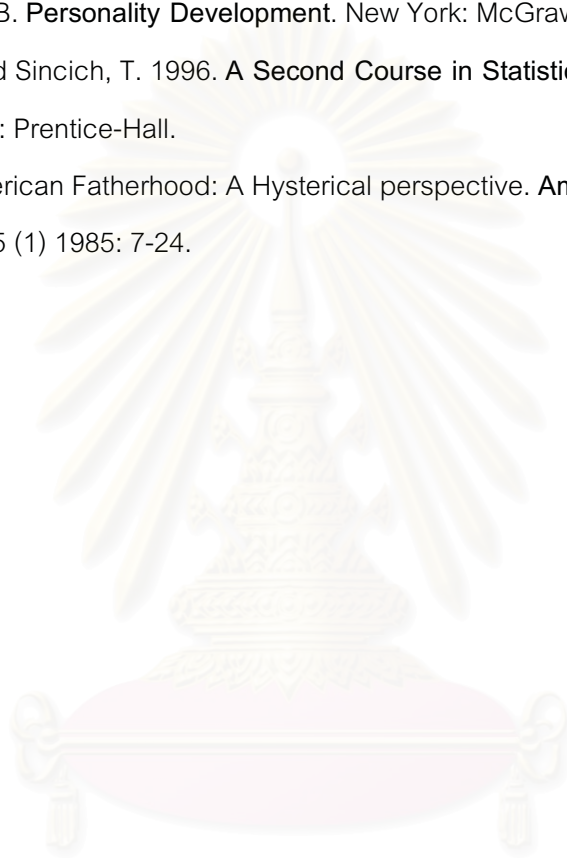 B. Personality Development. New York: McGraw
d Sincich, T. 1996. A Second Course in Statistic
: Prentice-Hall.
erican Fatherhood: A Hysterical perspective. Am
5 (1) 1985: 7-24.